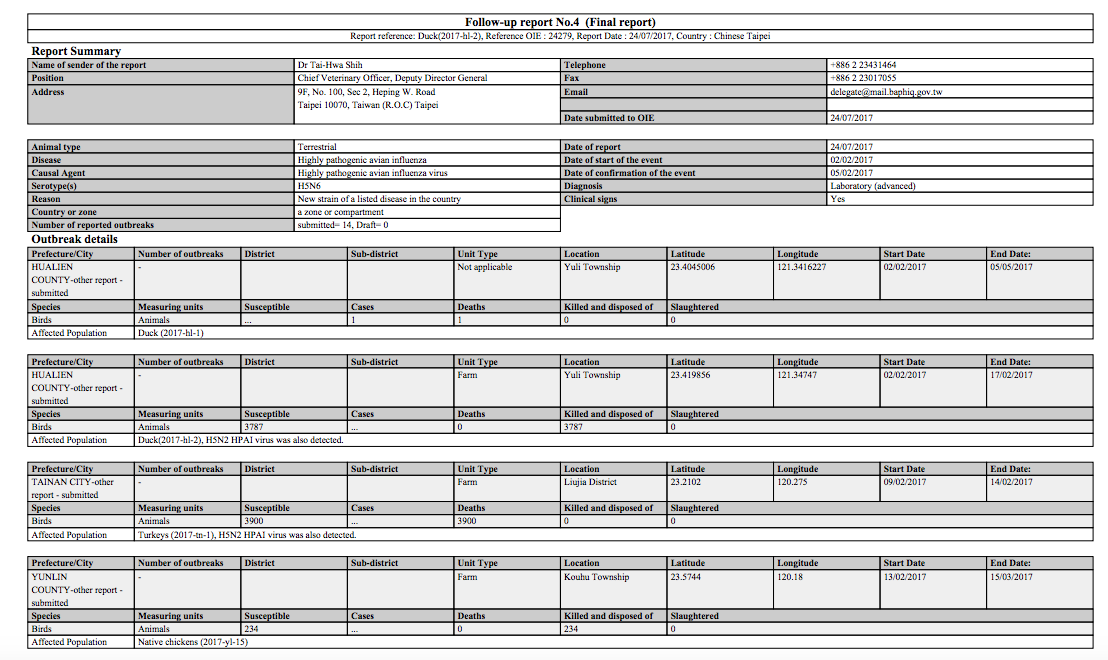 Follow-up report No.4 (Final report)
Report reference: Duck(2017-hl-2), Reference OIE : 24279, Report Date : 24/07/2017, Country : Chinese Taipei
Report Summary
Name of sender of the report Dr Tai-Hwa Shih Telephone +886 2 23431464
Position Chief Veterinary Officer, Deputy Director General Fax +886 2 23017055
Address 9F, No. 100, Sec 2, Heping W. Road Email delegate@mail.baphiq.gov.tw
Taipei 10070, Taiwan (R.O.C) Taipei
Date submitted to OIE 24/07/2017
Animal type Terrestrial Date of report 24/07/2017
Disease Highly pathogenic avian influenza Date of start of the event 02/02/2017
Causal Agent Highly pathogenic avian influenza virus Date of confirmation of the event 05/02/2017
Serotype(s) H5N6 Diagnosis Laboratory (advanced)
Reason New strain of a listed disease in the country Clinical signs Yes
Country or zone a zone or compartment
Number of reported outbreaks submitted= 14, Draft= 0
Outbreak details
Prefecture/City Number of outbreaks District Sub-district Unit Type Location Latitude Longitude Start Date End Date:
HUALIEN - Not applicable Yuli Township 23.4045006 121.3416227 02/02/2017 05/05/2017
COUNTY-other report -
submitted
Species Measuring units Susceptible Cases Deaths Killed and disposed of Slaughtered
Birds Animals ... 1 1 0 0
Affected Population Duck (2017-hl-1)
Prefecture/City Number of outbreaks District Sub-district Unit Type Location Latitude Longitude Start Date End Date:
HUALIEN - Farm Yuli Township 23.419856 121.34747 02/02/2017 17/02/2017
COUNTY-other report -
submitted
Species Measuring units Susceptible Cases Deaths Killed and disposed of Slaughtered
Birds Animals 3787 ... 0 3787 0
Affected Population Duck(2017-hl-2), H5N2 HPAI virus was also detected.
Prefecture/City Number of outbreaks District Sub-district Unit Type Location Latitude Longitude Start Date End Date:
TAINAN CITY-other - Farm Liujia District 23.2102 120.275 09/02/2017 14/02/2017
report - submitted
Species Measuring units Susceptible Cases Deaths Killed and disposed of Slaughtered
Birds Animals 3900 ... 3900 0 0
Affected Population Turkeys (2017-tn-1), H5N2 HPAI virus was also detected.
Prefecture/City Number of outbreaks District Sub-district Unit Type Location Latitude Longitude Start Date End Date:
YUNLIN - Farm Kouhu Township 23.5744 120.18 13/02/2017 15/03/2017
COUNTY-other report -
submitted
Species Measuring units Susceptible Cases Deaths Killed and disposed of Slaughtered
Birds Animals 234 ... 0 234 0
Affected Population Native chickens (2017-yl-15)